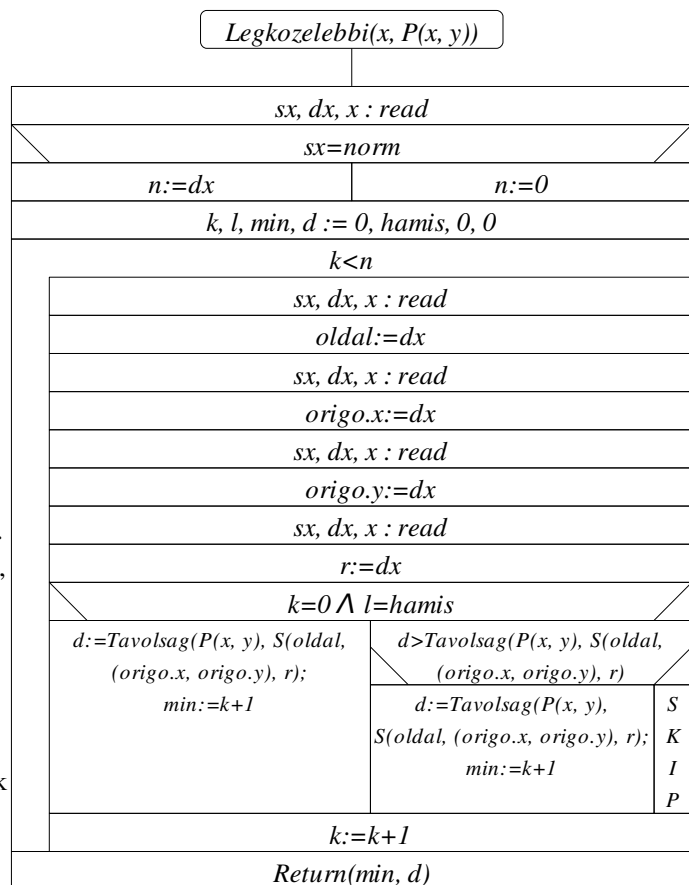 Legkozelebbi(x, P(x, y))
sx, dx, x : read
sx=norm
n:=dx
n:=0
k, l, min, d := 0, hamis, 0, 0
k<n
sx, dx, x : read
oldal:=dx
sx, dx, x : read
origo.x:=dx
sx, dx, x : read
origo.y:=dx
sx, dx, x : read
r:=dx
k=0 Λ l=hamis
d:=Tavolsag(P(x, y), S(oldal,
(origo.x, origo.y), r);
min:=k+1
d>Tavolsag(P(x, y), S(oldal,
(origo.x, origo.y), r)
d:=Tavolsag(P(x, y),
S(oldal, (origo.x, origo.y), r);
min:=k+1
S
K
I
P
k:=k+1
Return(min, d)
,
k